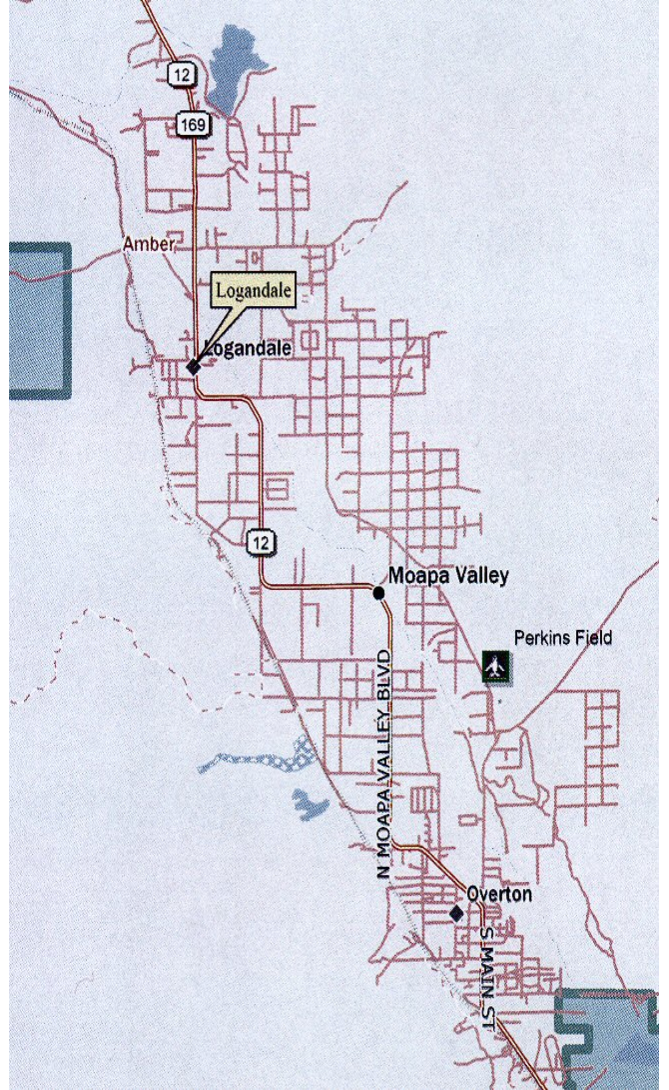 12
169
Amber
Logandale
Logandale
12
Moapa Valley
Perkins Field
N MOAPA VALLEY BLVD
Overton
S MAIN ST